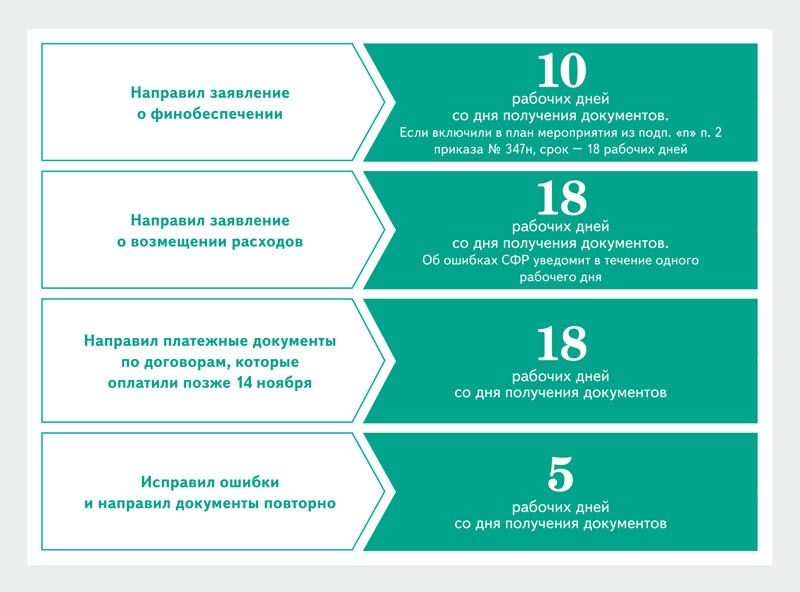 Направил заявление
о финобеспечении
10
рабочих дней
со дня получения документов.
Если включили в план мероприятия из подп. «п» п. 2
приказа № 347н, срок — 18 рабочих дней
Направил заявление
о возмещении расходов
18
рабочих дней
со дня получения документов.
Об ошибках СФР уведомит в течение одного
рабочего дня
Направил платежные документы
по договорам, которые
оплатили позже 14 ноября
18
рабочих дней
со дня получения документов
Исправил ошибки
и направил документы повторно
5
рабочих дней
со дня получения документов